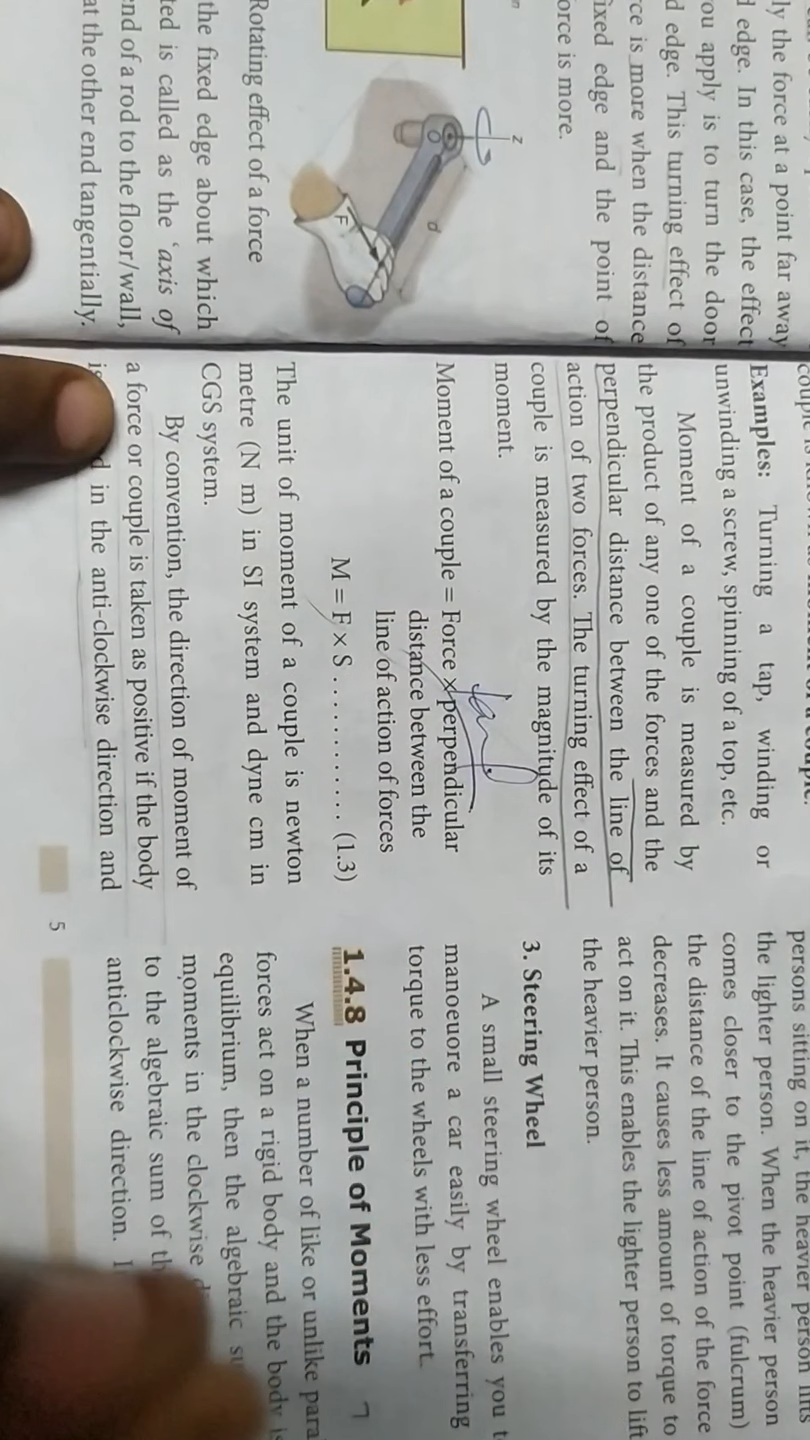 ly the force at a point far away
d edge. In this case, the effect
ou apply is to turn the door
d edge. This turning effect of
rce is more when the distance
ixed edge and the point of
orce is more.
z
d
F
Rotating effect of a force
the fixed edge about which
ted is called as the ‘axis of
end of a rod to the floor/wall,
at the other end tangentially.
Examples: Turning a tap, winding or
unwinding a screw, spinning of a top, etc.
Moment of a couple is measured by
the product of any one of the forces and the
perpendicular distance between the line of
action of two forces. The turning effect of a
couple is measured by the magnitude of its
moment.
Moment of a couple = Force × perpendicular
distance between the
line of action of forces
M = F × S ............ (1.3)
The unit of moment of a couple is newton
metre (N m) in SI system and dyne cm in
CGS system.
By convention, the direction of moment of
a force or couple is taken as positive if the body
in the anti-clockwise direction and
5
persons sitting on it, the heavier person lifts
the lighter person. When the heavier person
comes closer to the pivot point (fulcrum)
the distance of the line of action of the force
decreases. It causes less amount of torque to
act on it. This enables the lighter person to lift
the heavier person.
3. Steering Wheel
A small steering wheel enables you t
manoeuore a car easily by transferring
torque to the wheels with less effort.
1.4.8 Principle of Moments
When a number of like or unlike para
forces act on a rigid body and the body is
equilibrium, then the algebraic su
moments in the clockwise
to the algebraic sum of th
anticlockwise direction.